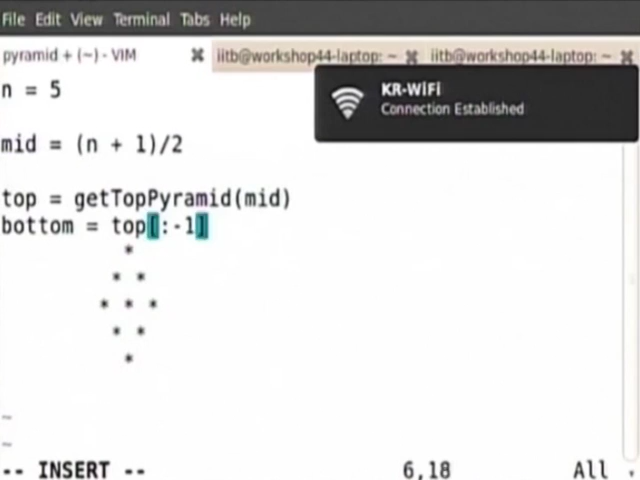 File Edit View Terminal Tabs Help
pyramid + (~) - VIM ✖ iitb@workshop44-laptop: ~ ✖ iitb@workshop44-laptop: ~ ✖
KR-WiFi
Connection Established
n = 5
mid = (n + 1)/2
top = getTopPyramid(mid)
bottom = top[:-1]
*
* *
* * *
* *
*
~
~
-- INSERT -- 6,18 All